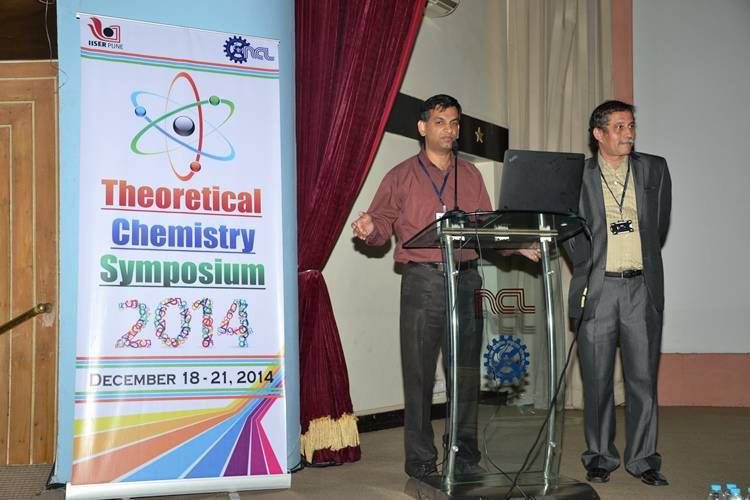 IISER PUNE
NCL
Theoretical
Chemistry
Symposium
2014
DECEMBER 18 - 21, 2014
NCL